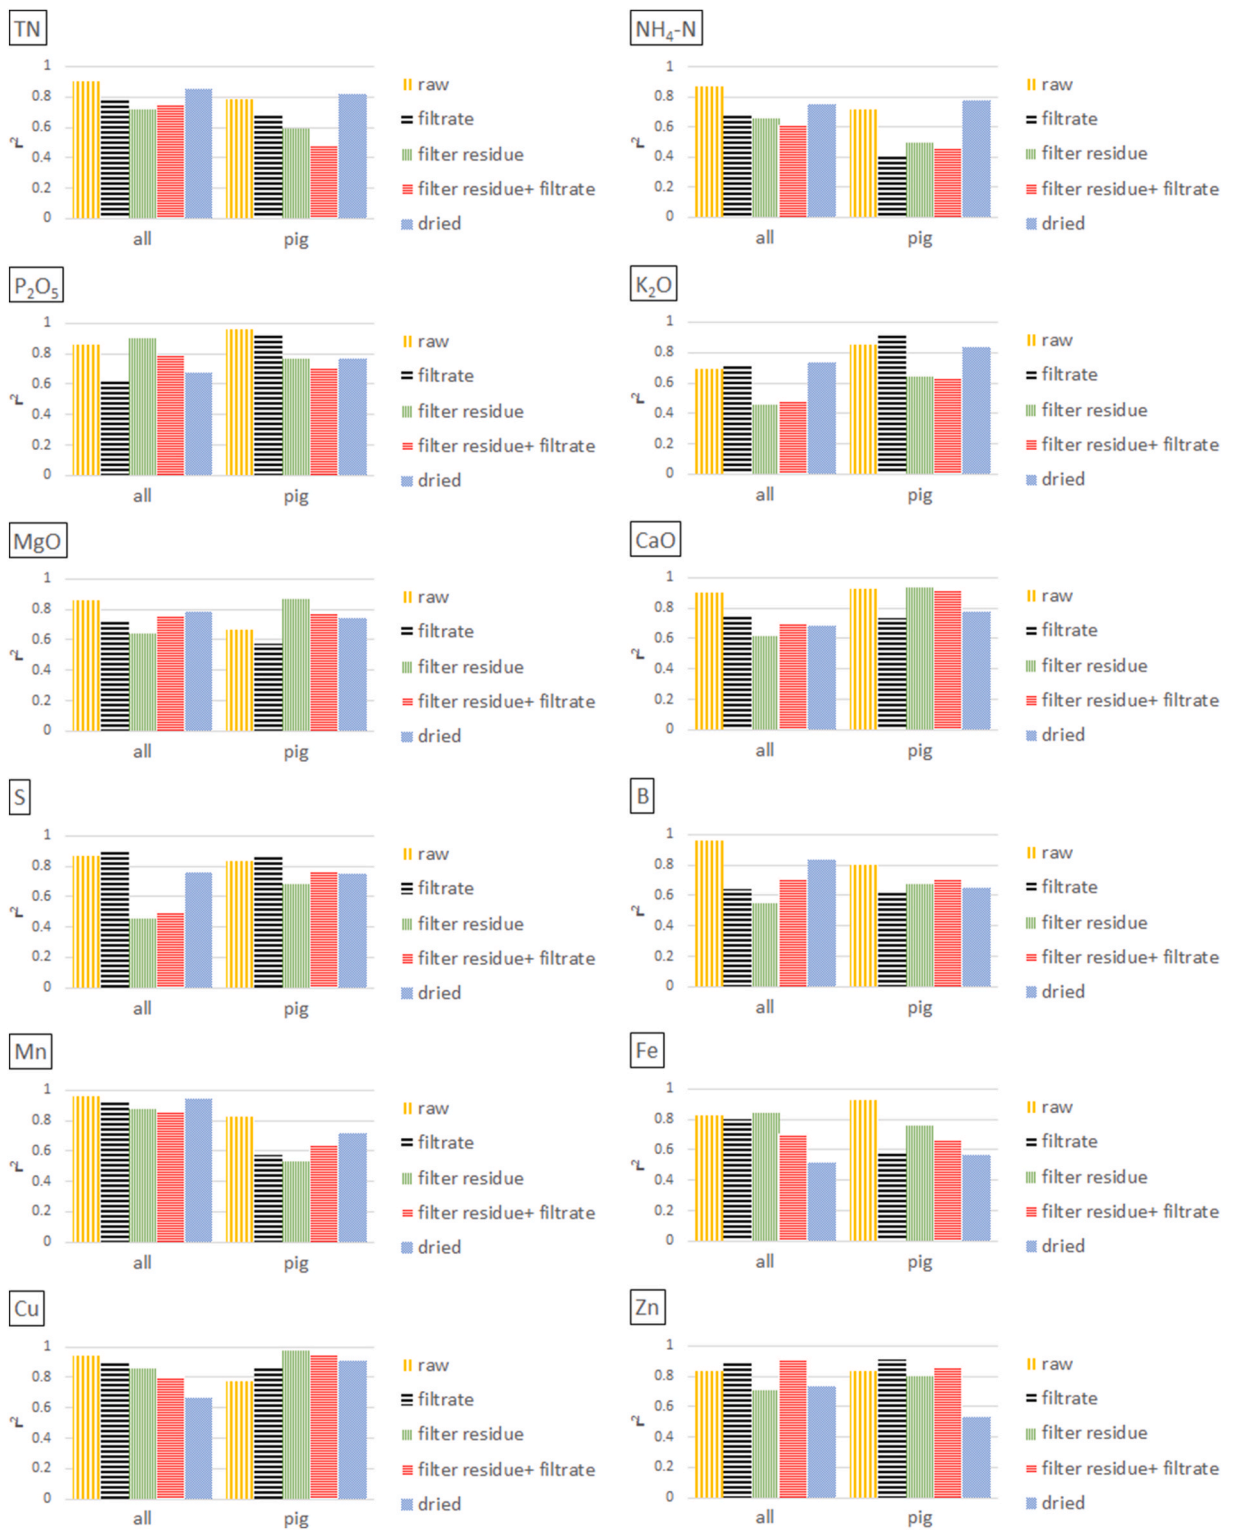 TN
1
0.8
0.6
0.4
0.2
0
r²
all
pig
raw
filtrate
filter residue
filter residue+ filtrate
dried
NH₄-N
1
0.8
0.6
0.4
0.2
0
r²
all
pig
raw
filtrate
filter residue
filter residue+ filtrate
dried
P₂O₅
1
0.8
0.6
0.4
0.2
0
r²
all
pig
raw
filtrate
filter residue
filter residue+ filtrate
dried
K₂O
1
0.8
0.6
0.4
0.2
0
r²
all
pig
raw
filtrate
filter residue
filter residue+ filtrate
dried
MgO
1
0.8
0.6
0.4
0.2
0
r²
all
pig
raw
filtrate
filter residue
filter residue+ filtrate
dried
CaO
1
0.8
0.6
0.4
0.2
0
r²
all
pig
raw
filtrate
filter residue
filter residue+ filtrate
dried
S
1
0.8
0.6
0.4
0.2
0
r²
all
pig
raw
filtrate
filter residue
filter residue+ filtrate
dried
B
1
0.8
0.6
0.4
0.2
0
r²
all
pig
raw
filtrate
filter residue
filter residue+ filtrate
dried
Mn
1
0.8
0.6
0.4
0.2
0
r²
all
pig
raw
filtrate
filter residue
filter residue+ filtrate
dried
Fe
1
0.8
0.6
0.4
0.2
0
r²
all
pig
raw
filtrate
filter residue
filter residue+ filtrate
dried
Cu
1
0.8
0.6
0.4
0.2
0
r²
all
pig
raw
filtrate
filter residue
filter residue+ filtrate
dried
Zn
1
0.8
0.6
0.4
0.2
0
r²
all
pig
raw
filtrate
filter residue
filter residue+ filtrate
dried